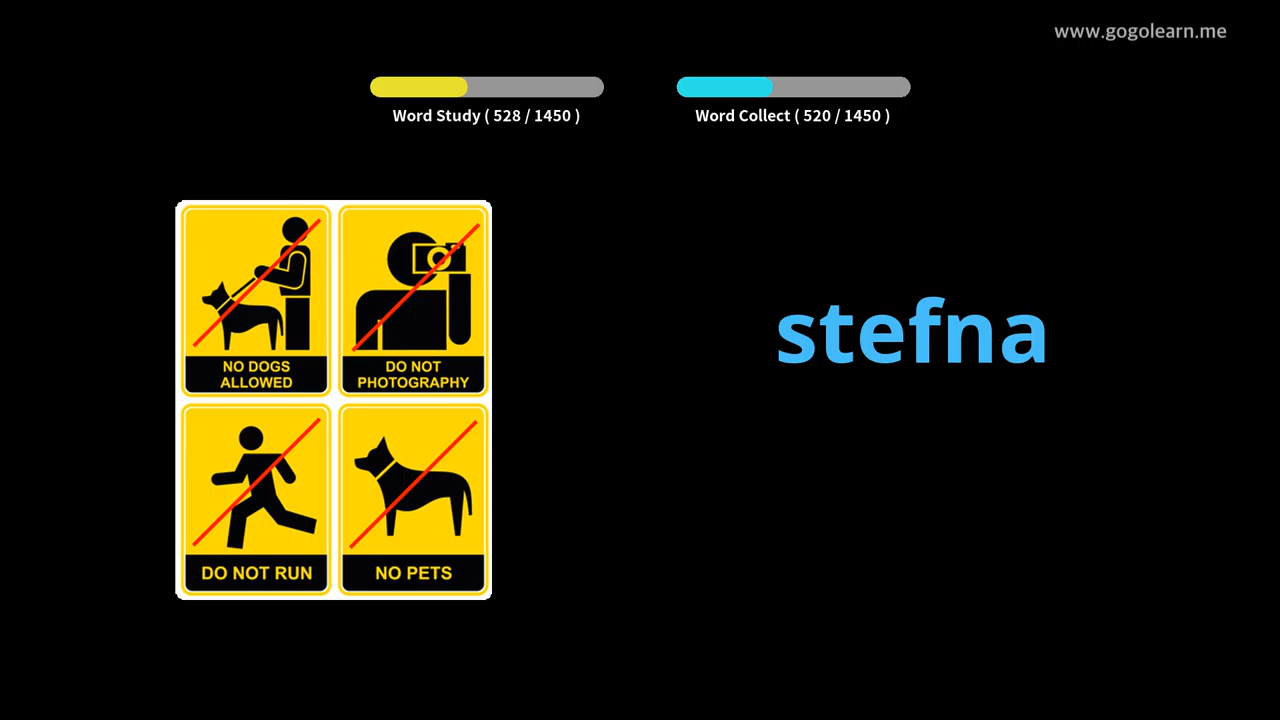 www.gogolearn.me
Word Study ( 528 / 1450 )
Word Collect ( 520 / 1450 )
NO DOGS
ALLOWED
DO NOT
PHOTOGRAPHY
DO NOT RUN
NO PETS
stefna